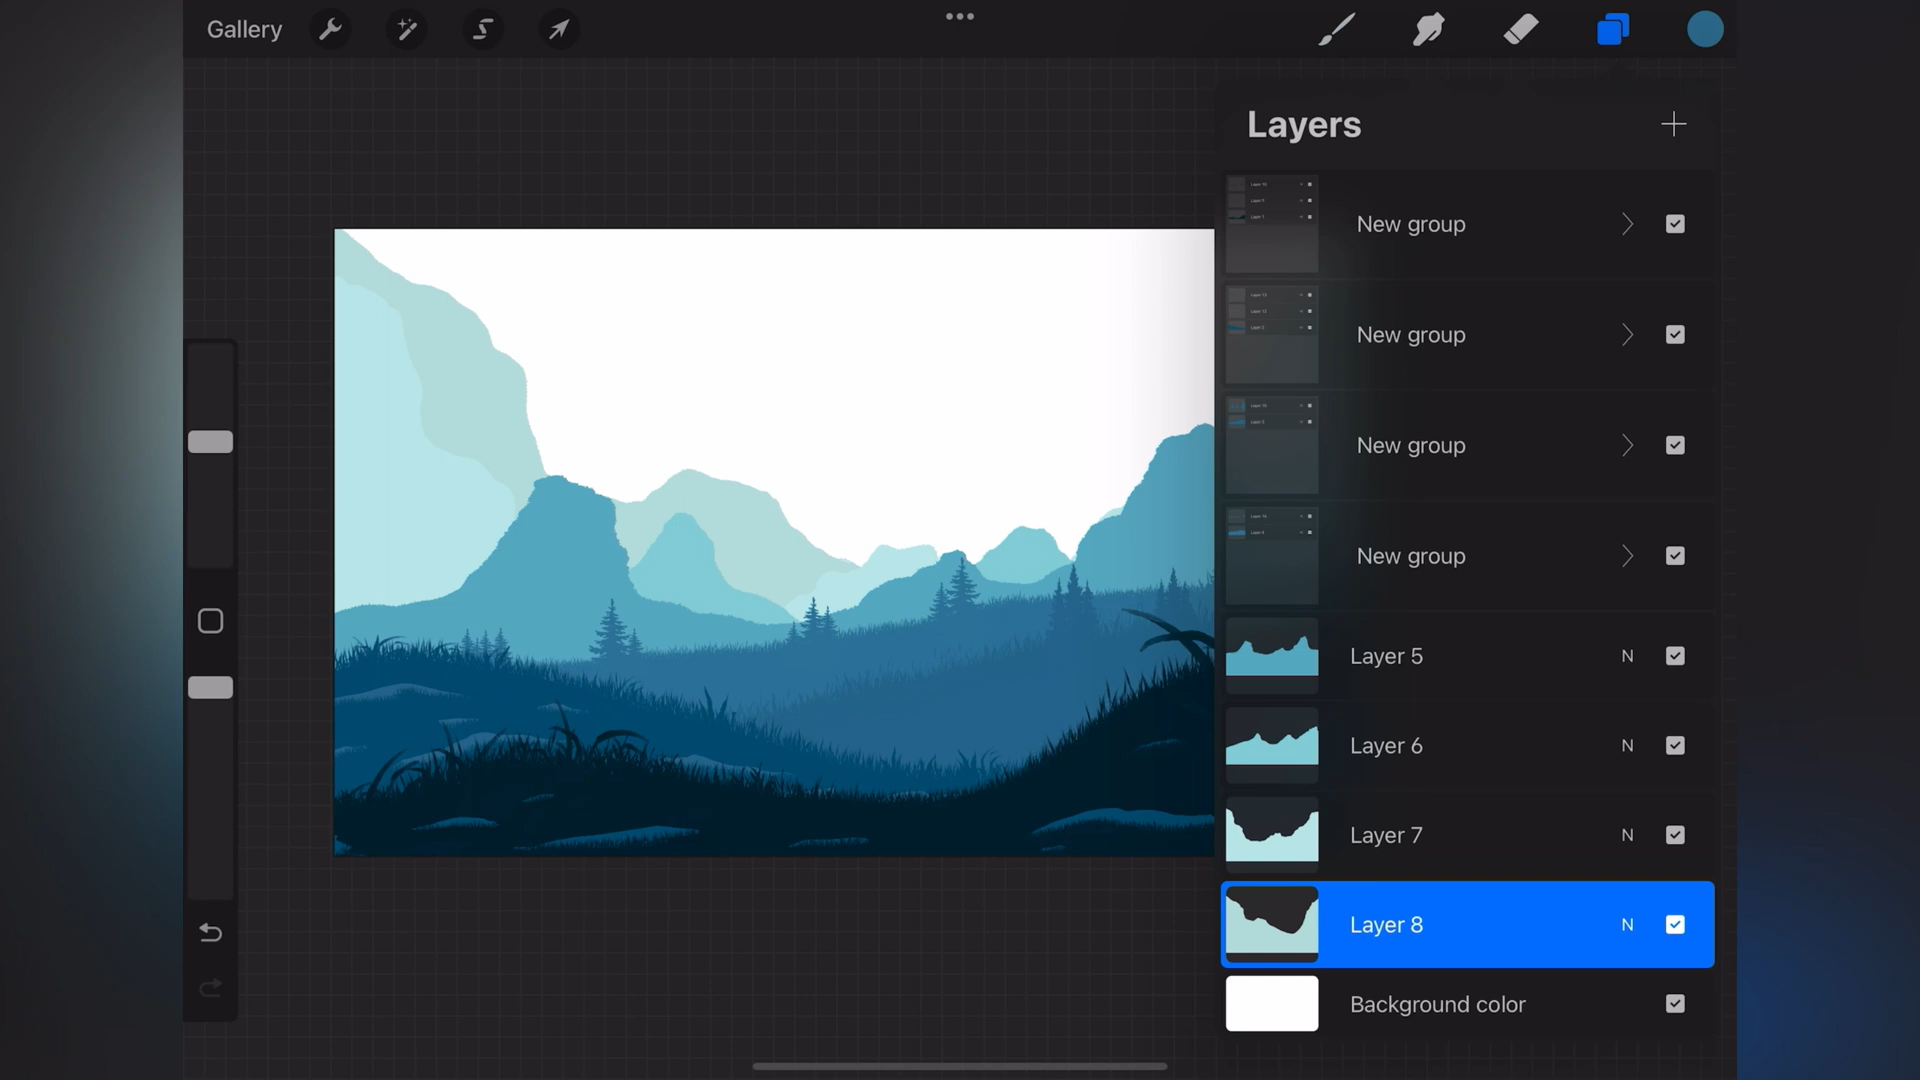 Gallery
Layers
New group
New group
New group
New group
Layer 5 N
Layer 6 N
Layer 7 N
Layer 8 N
Background color